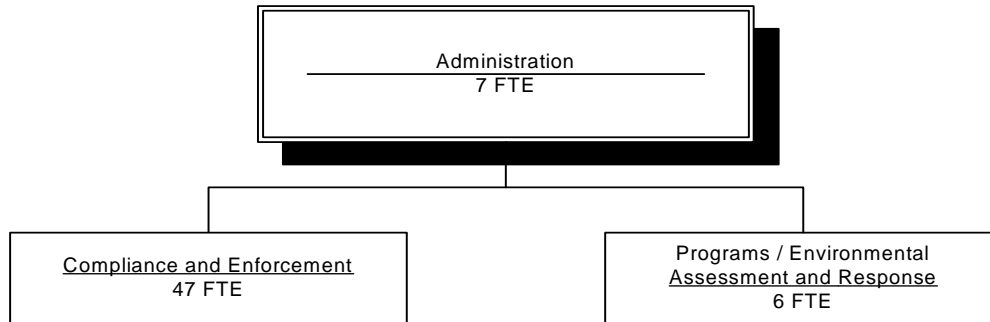 Administration
7 FTE
Compliance and Enforcement
47 FTE
Programs / Environmental
Assessment and Response
6 FTE